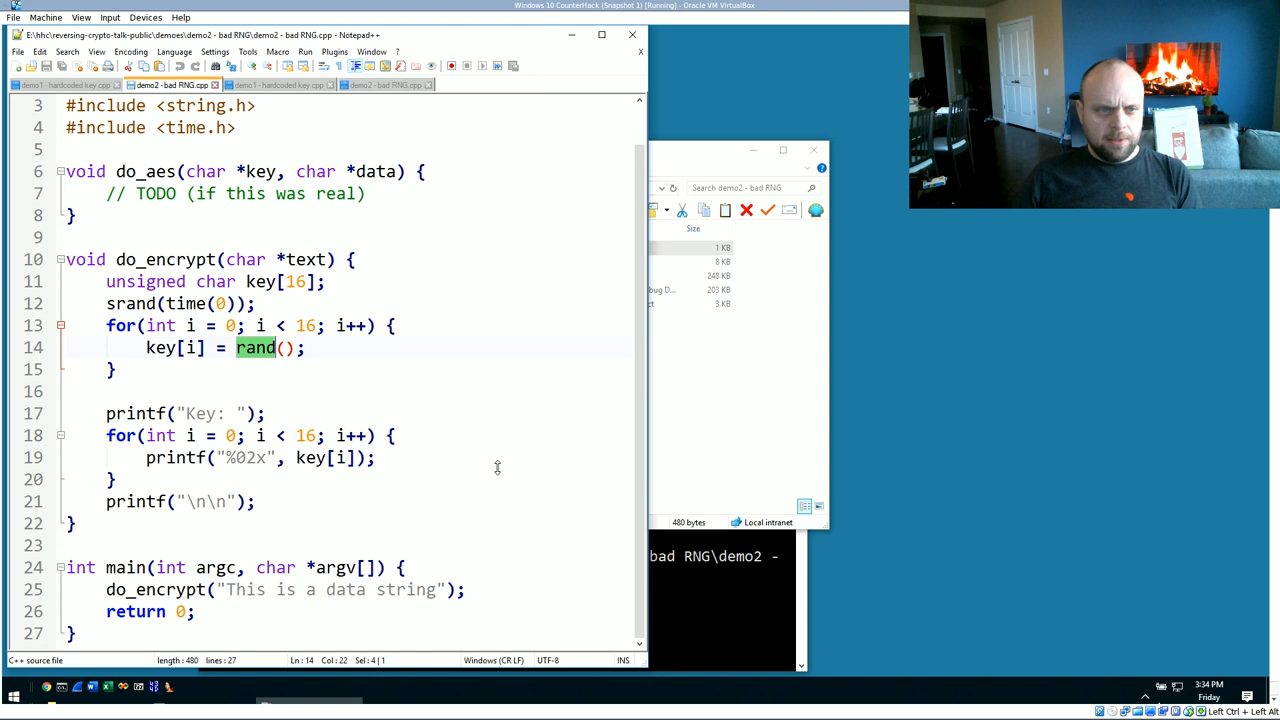 Windows 10 CounterHack (Snapshot 1) [Running] - Oracle VM VirtualBox
File Machine View Input Devices Help
E:\hhc\reversing-crypto-talk-public\demoes\demo2 - bad RNG\demo2 - bad RNG.cpp - Notepad++
File Edit Search View Encoding Language Settings Tools Macro Run Plugins Window ? X
demo1 - hardcoded key.cpp demo2 - bad RNG.cpp demo1 - hardcoded key.cpp demo2 - bad RNG.cpp
3 #include <string.h>
4 #include <time.h>
5
6 void do_aes(char *key, char *data) {
7 // TODO (if this was real)
8 }
9
10 void do_encrypt(char *text) {
11 unsigned char key[16];
12 srand(time(0));
13 for(int i = 0; i < 16; i++) {
14 key[i] = rand();
15 }
16
17 printf("Key: ");
18 for(int i = 0; i < 16; i++) {
19 printf("%02x", key[i]);
20 }
21 printf("\n\n");
22 }
23
24 int main(int argc, char *argv[]) {
25 do_encrypt("This is a data string");
26 return 0;
27 }
C++ source file length : 480 lines : 27 Ln : 14 Col : 22 Sel : 4 | 1 Windows (CR LF) UTF-8 INS
Search demo2 - bad RNG
Size
1 KB
8 KB
248 KB
bug D... 203 KB
ct 3 KB
480 bytes Local intranet
bad RNG\demo2 -
3:34 PM
Friday
Left Ctrl + Left Alt